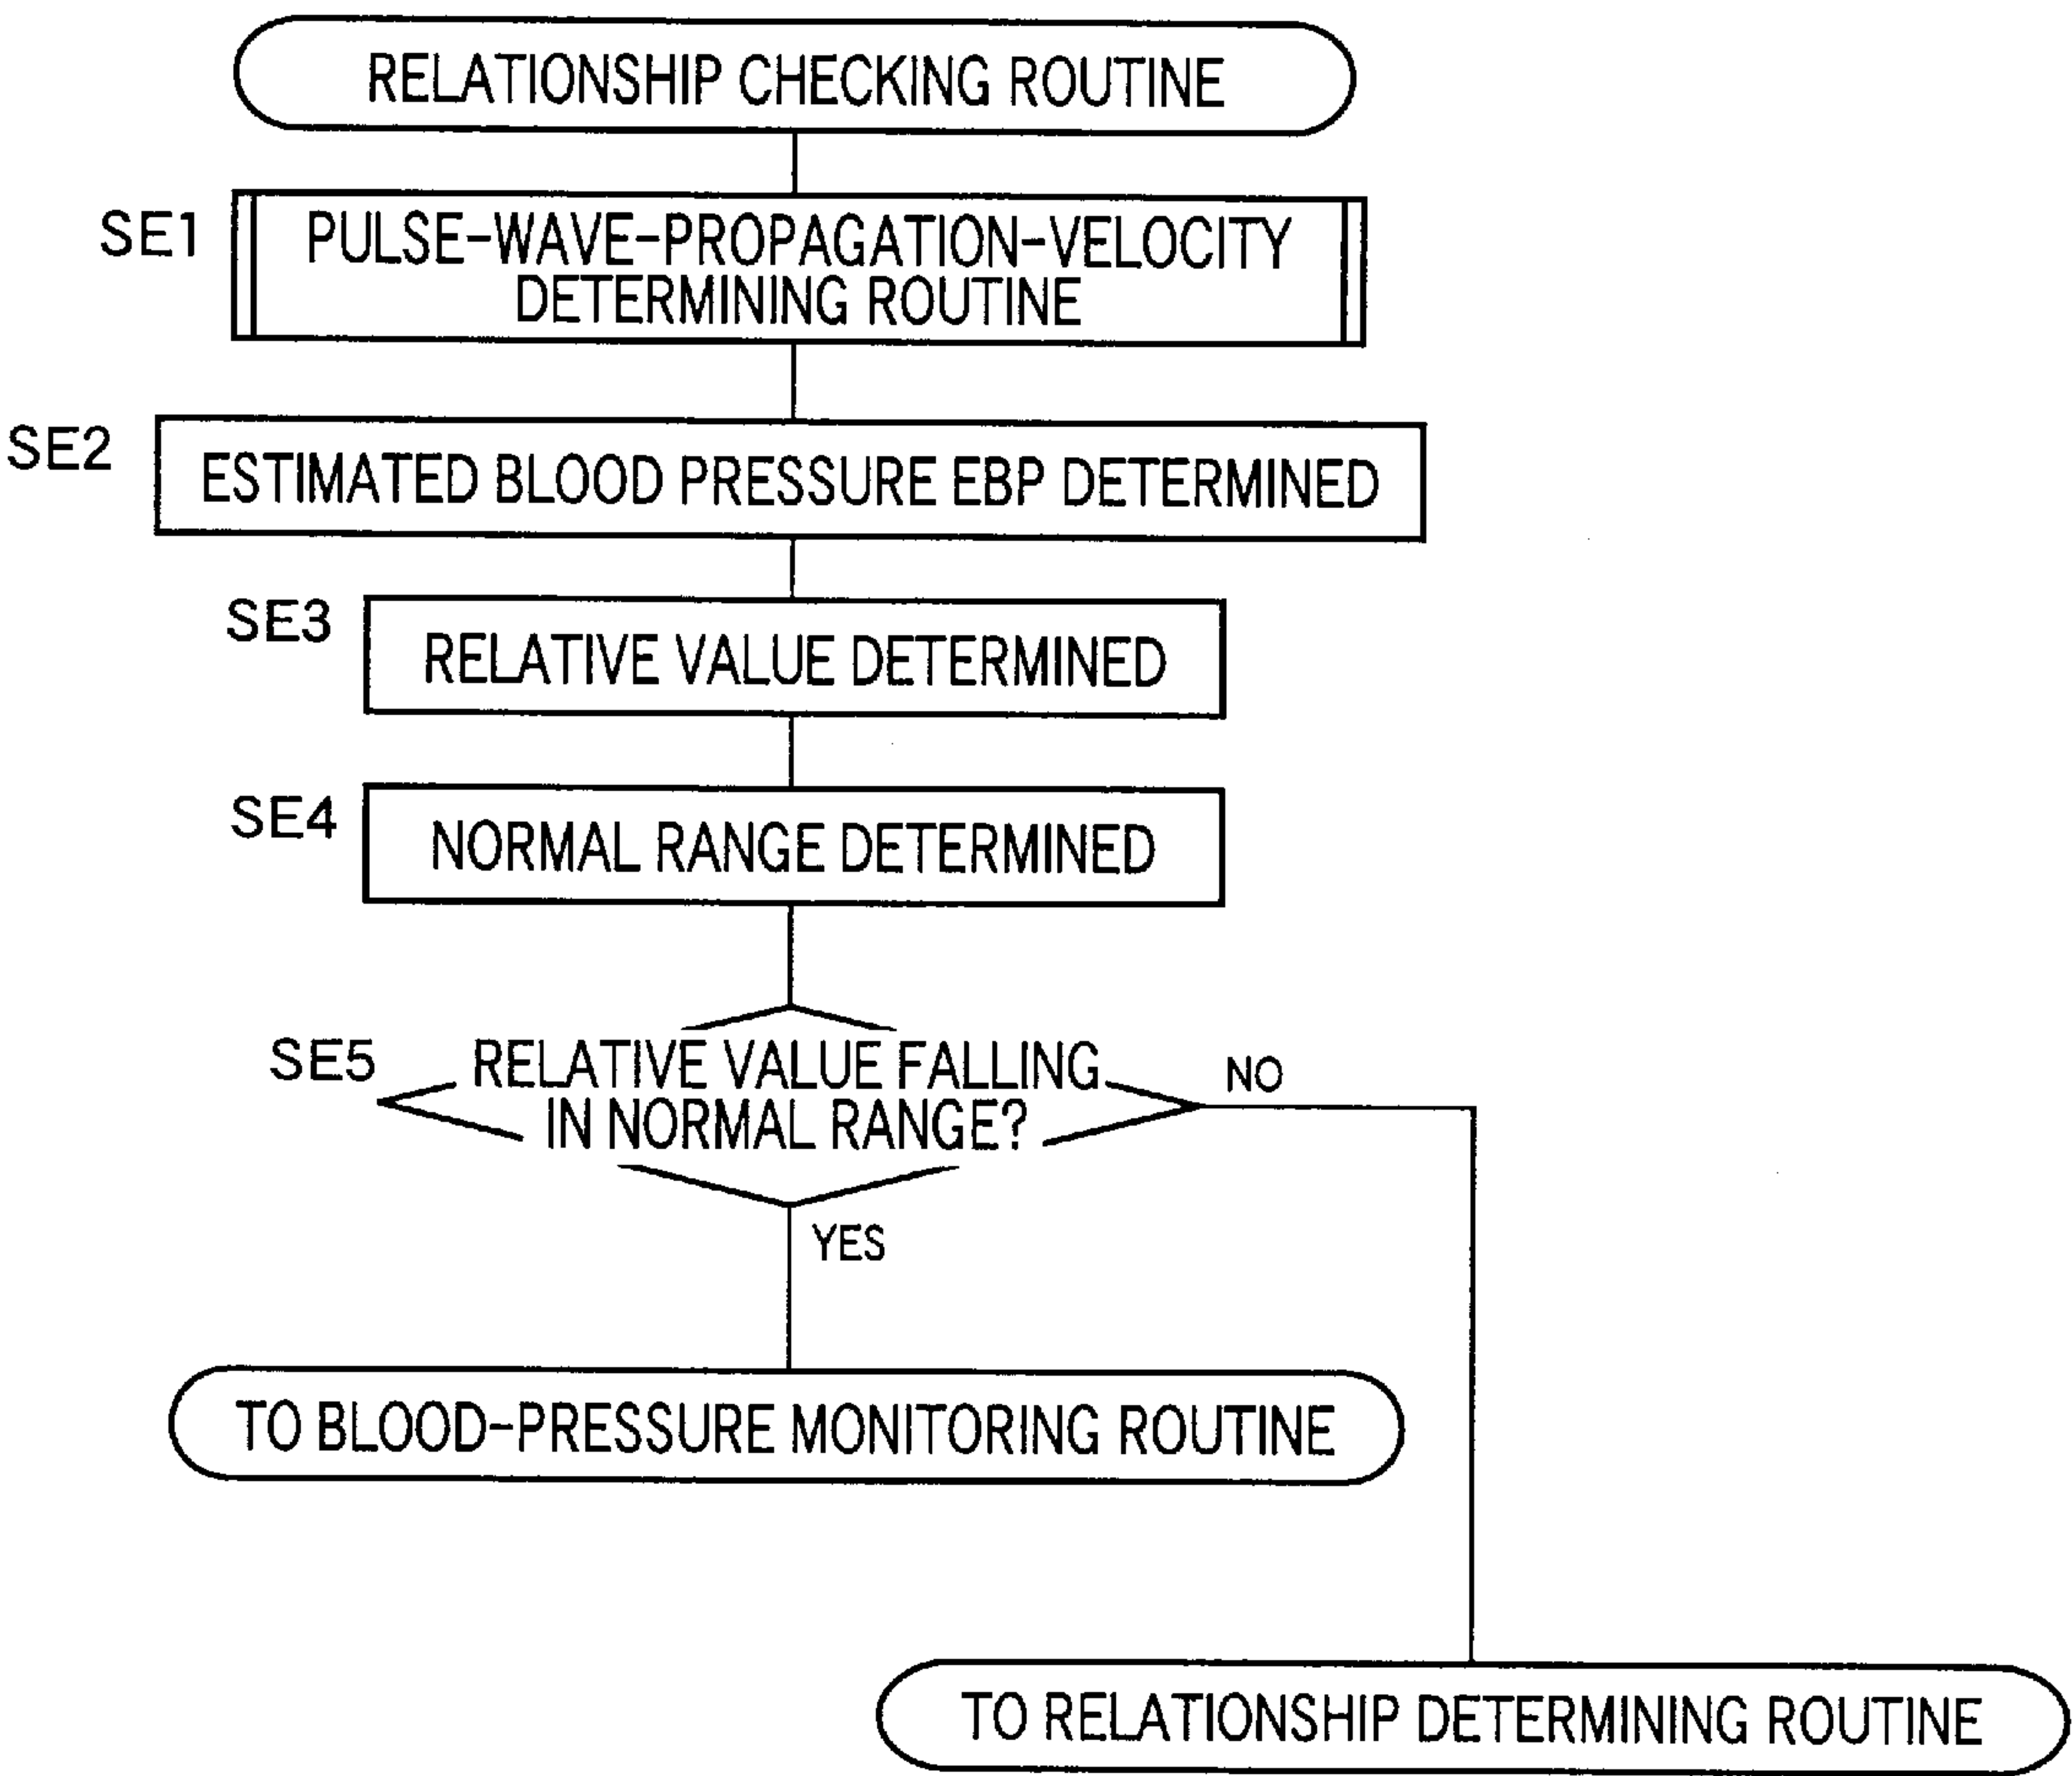 RELATIONSHIP CHECKING ROUTINE
SE1
PULSE-WAVE-PROPAGATION-VELOCITY
DETERMINING ROUTINE
SE2
ESTIMATED BLOOD PRESSURE EBP DETERMINED
SE3
RELATIVE VALUE DETERMINED
SE4
NORMAL RANGE DETERMINED
SE5
RELATIVE VALUE FALLING
IN NORMAL RANGE?
NO
YES
TO BLOOD-PRESSURE MONITORING ROUTINE
TO RELATIONSHIP DETERMINING ROUTINE